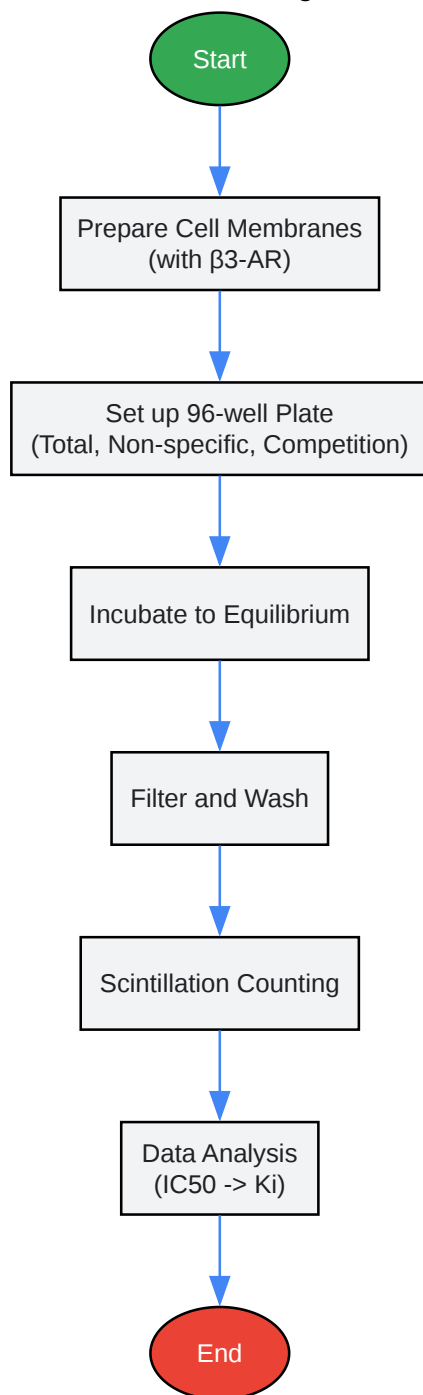 Start
Prepare Cell Membranes
(with β3-AR)
Set up 96-well Plate
(Total, Non-specific, Competition)
Incubate to Equilibrium
Filter and Wash
Scintillation Counting
Data Analysis
(IC50 -> Ki)
End